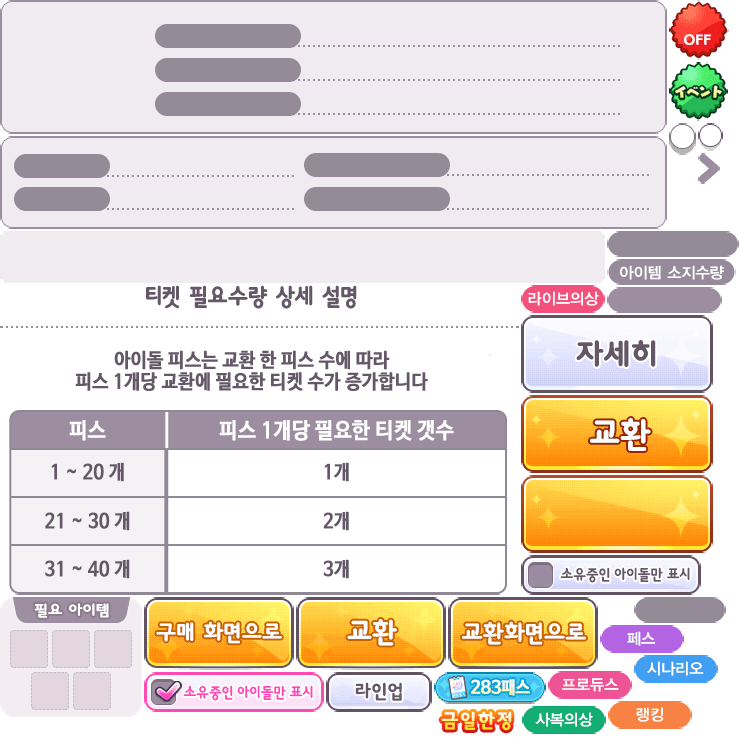 OFF
イベント
아이템 소지수량
티켓 필요수량 상세 설명
라이브의상
자세히
아이돌 피스는 교환 한 피스 수에 따라
피스 1개당 교환에 필요한 티켓 수가 증가합니다
교환
피스
피스 1개당 필요한 티켓 갯수
1 ~ 20 개
1개
21 ~ 30 개
2개
31 ~ 40 개
3개
소유중인 아이돌만 표시
필요 아이템
구매 화면으로
교환
교환화면으로
페스
시나리오
소유중인 아이돌만 표시
라인업
283패스
프로듀스
금일한정
사복의상
랭킹